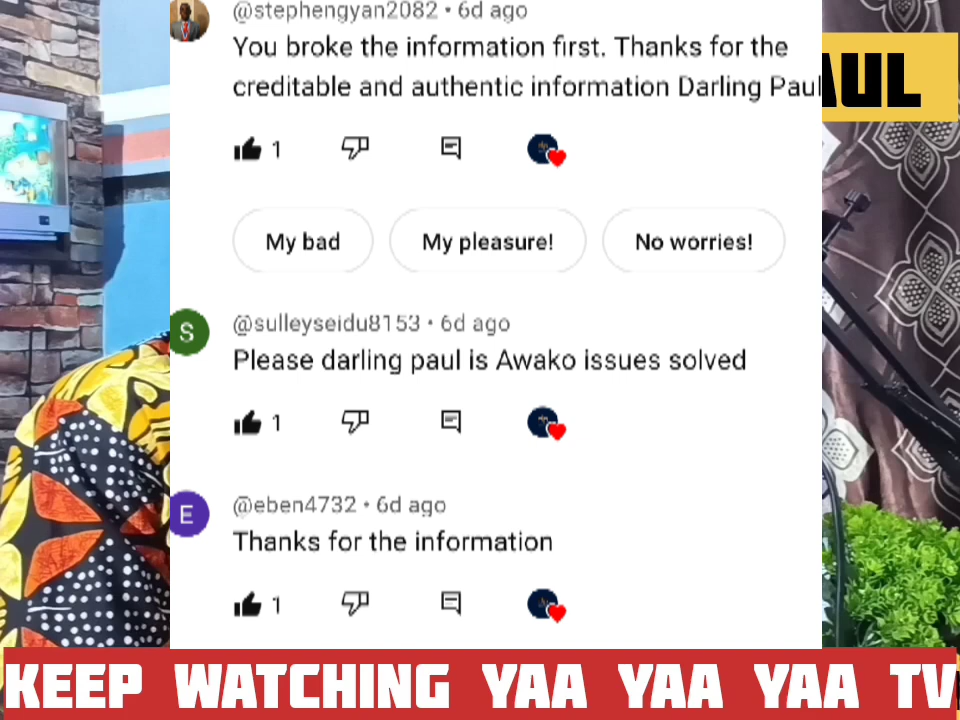 @stephengyan2082 • 6d ago
You broke the information first. Thanks for the
creditable and authentic information Darling Paul
AUL
1
My bad
My pleasure!
No worries!
S
@sulleyseidu8153 • 6d ago
Please darling paul is Awako issues solved
1
E
@eben4732 • 6d ago
Thanks for the information
1
KEEP WATCHING YAA YAA YAA TV